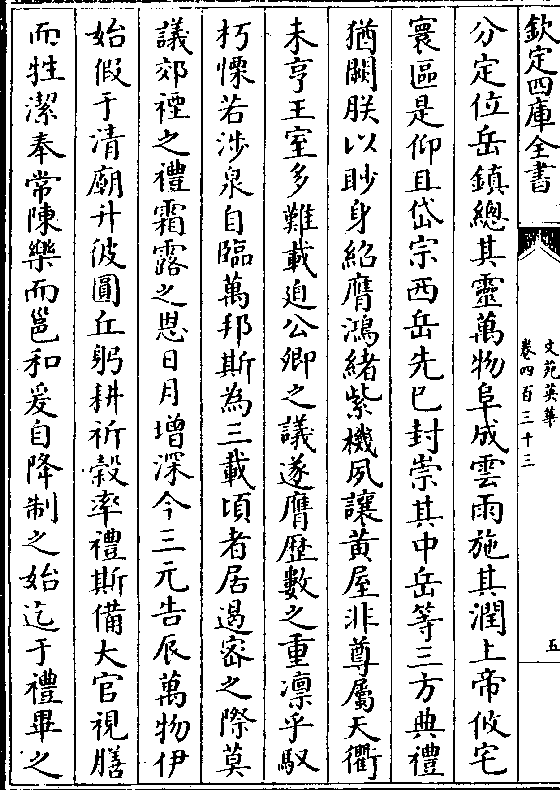 欽定四庫全書
文苑英華
卷四百三十三
五
分定位岳鎮總其靈萬物阜成雲雨施其潤上帝攸宅
寰區是仰且岱宗西岳先已封崇其中岳等三方典禮
猶闕朕以眇身紹膺鴻緒紫機夙讓黃屋非尊屬天衢
未亨王室多難載迫公卿之議遂膺歴數之重凛乎馭
朽慄若涉泉自臨萬邦斯為三載頃者居遏密之際莫
議郊禋之禮霜露之思日月增深今三元告辰萬物伊
始假于清廟升彼圓丘躬耕祈穀率禮斯備大官視膳
而牲潔奉常陳樂而邕和爰自降制之始迄于禮畢之